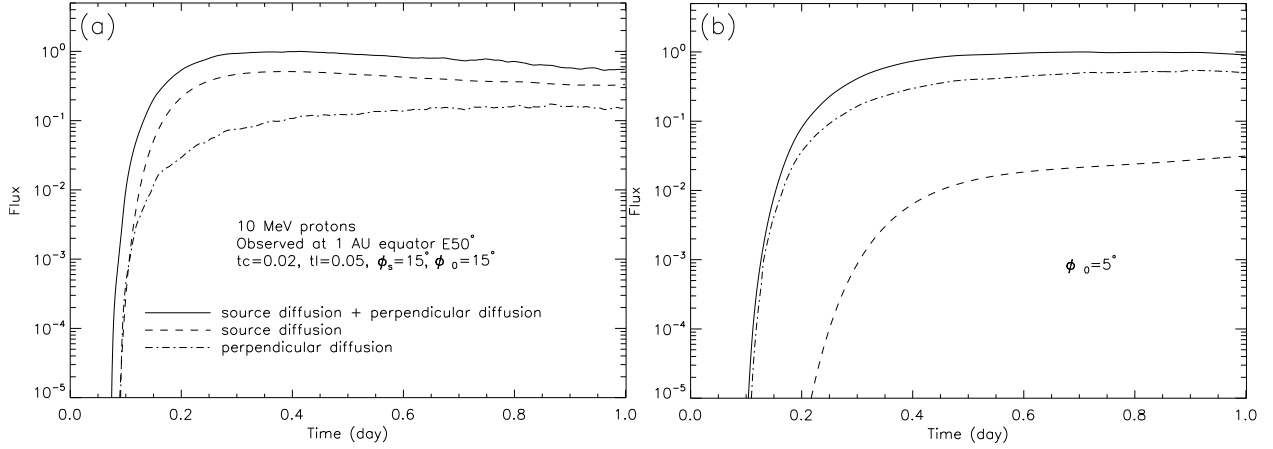 (a)
Flux
10⁰
10⁻¹
10⁻²
10⁻³
10⁻⁴
10⁻⁵
10 MeV protons
Observed at 1 AU equator E50°
tc=0.02, tl=0.05, ϕₛ=15°, ϕ ₀=15°
source diffusion + perpendicular diffusion
source diffusion
perpendicular diffusion
0.0 0.2 0.4 0.6 0.8 1.0
Time (day)
(b)
Flux
10⁰
10⁻¹
10⁻²
10⁻³
10⁻⁴
10⁻⁵
ϕ ₀=5°
0.0 0.2 0.4 0.6 0.8 1.0
Time (day)